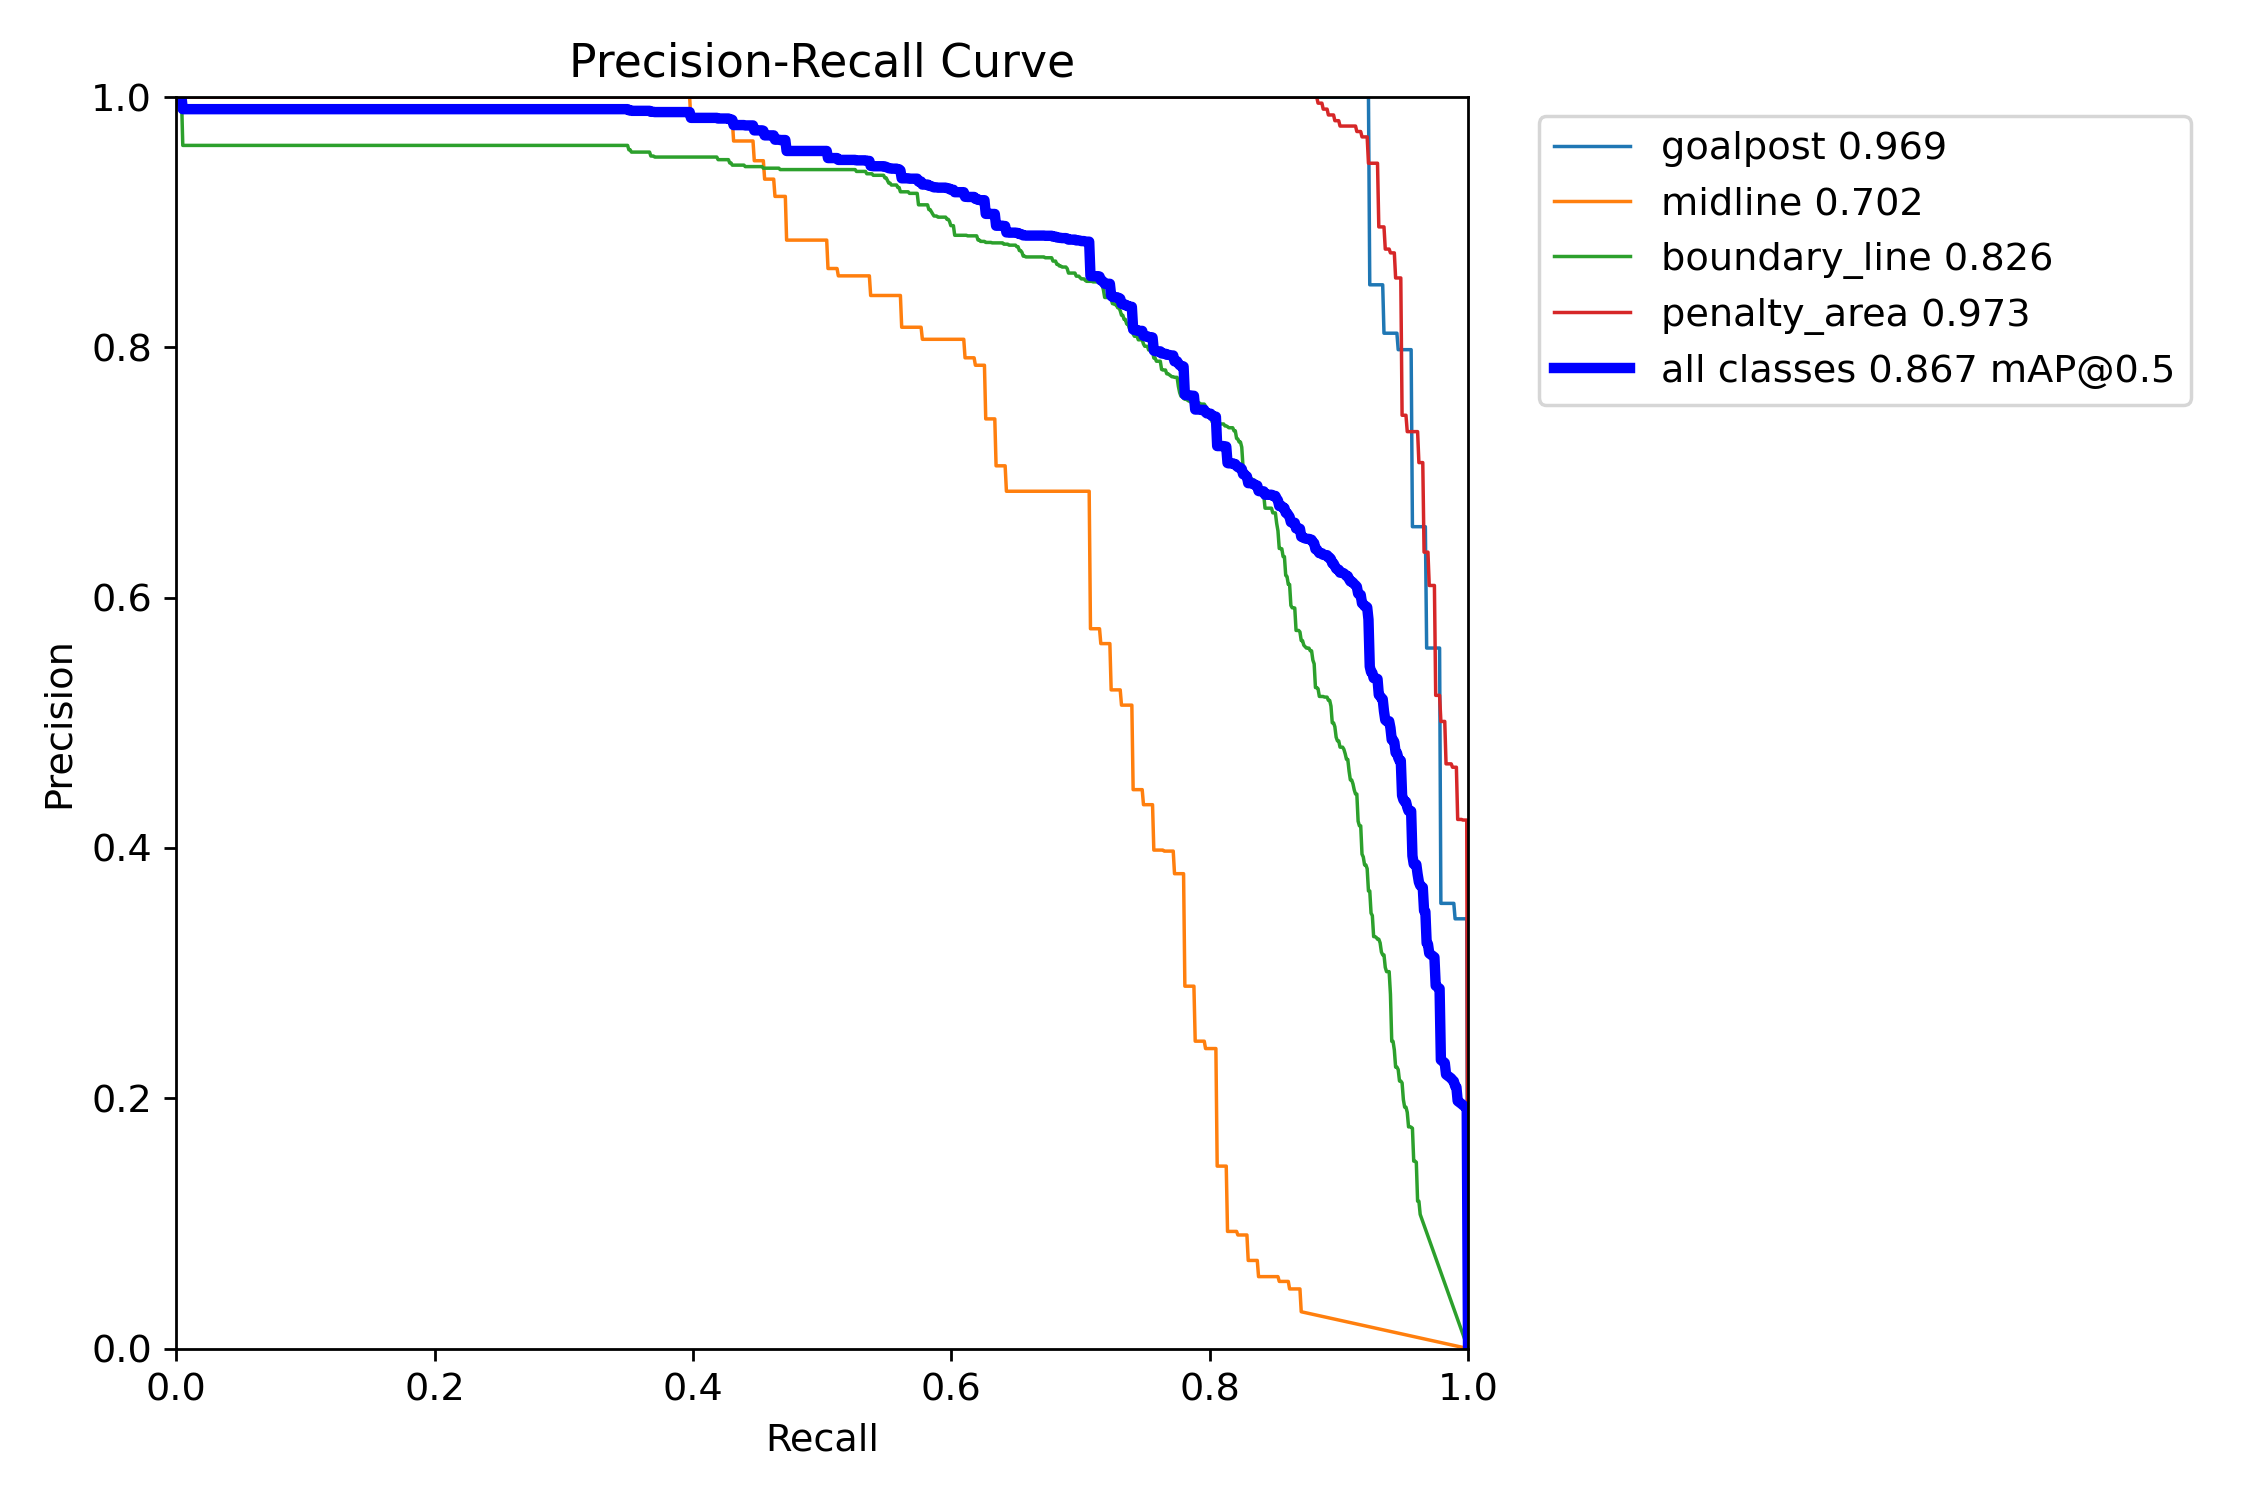 Precision-Recall Curve
1.0
0.8
0.6
0.4
0.2
0.0
Precision
0.0 0.2 0.4 0.6 0.8 1.0
Recall
goalpost 0.969
midline 0.702
boundary_line 0.826
penalty_area 0.973
all classes 0.867 mAP@0.5